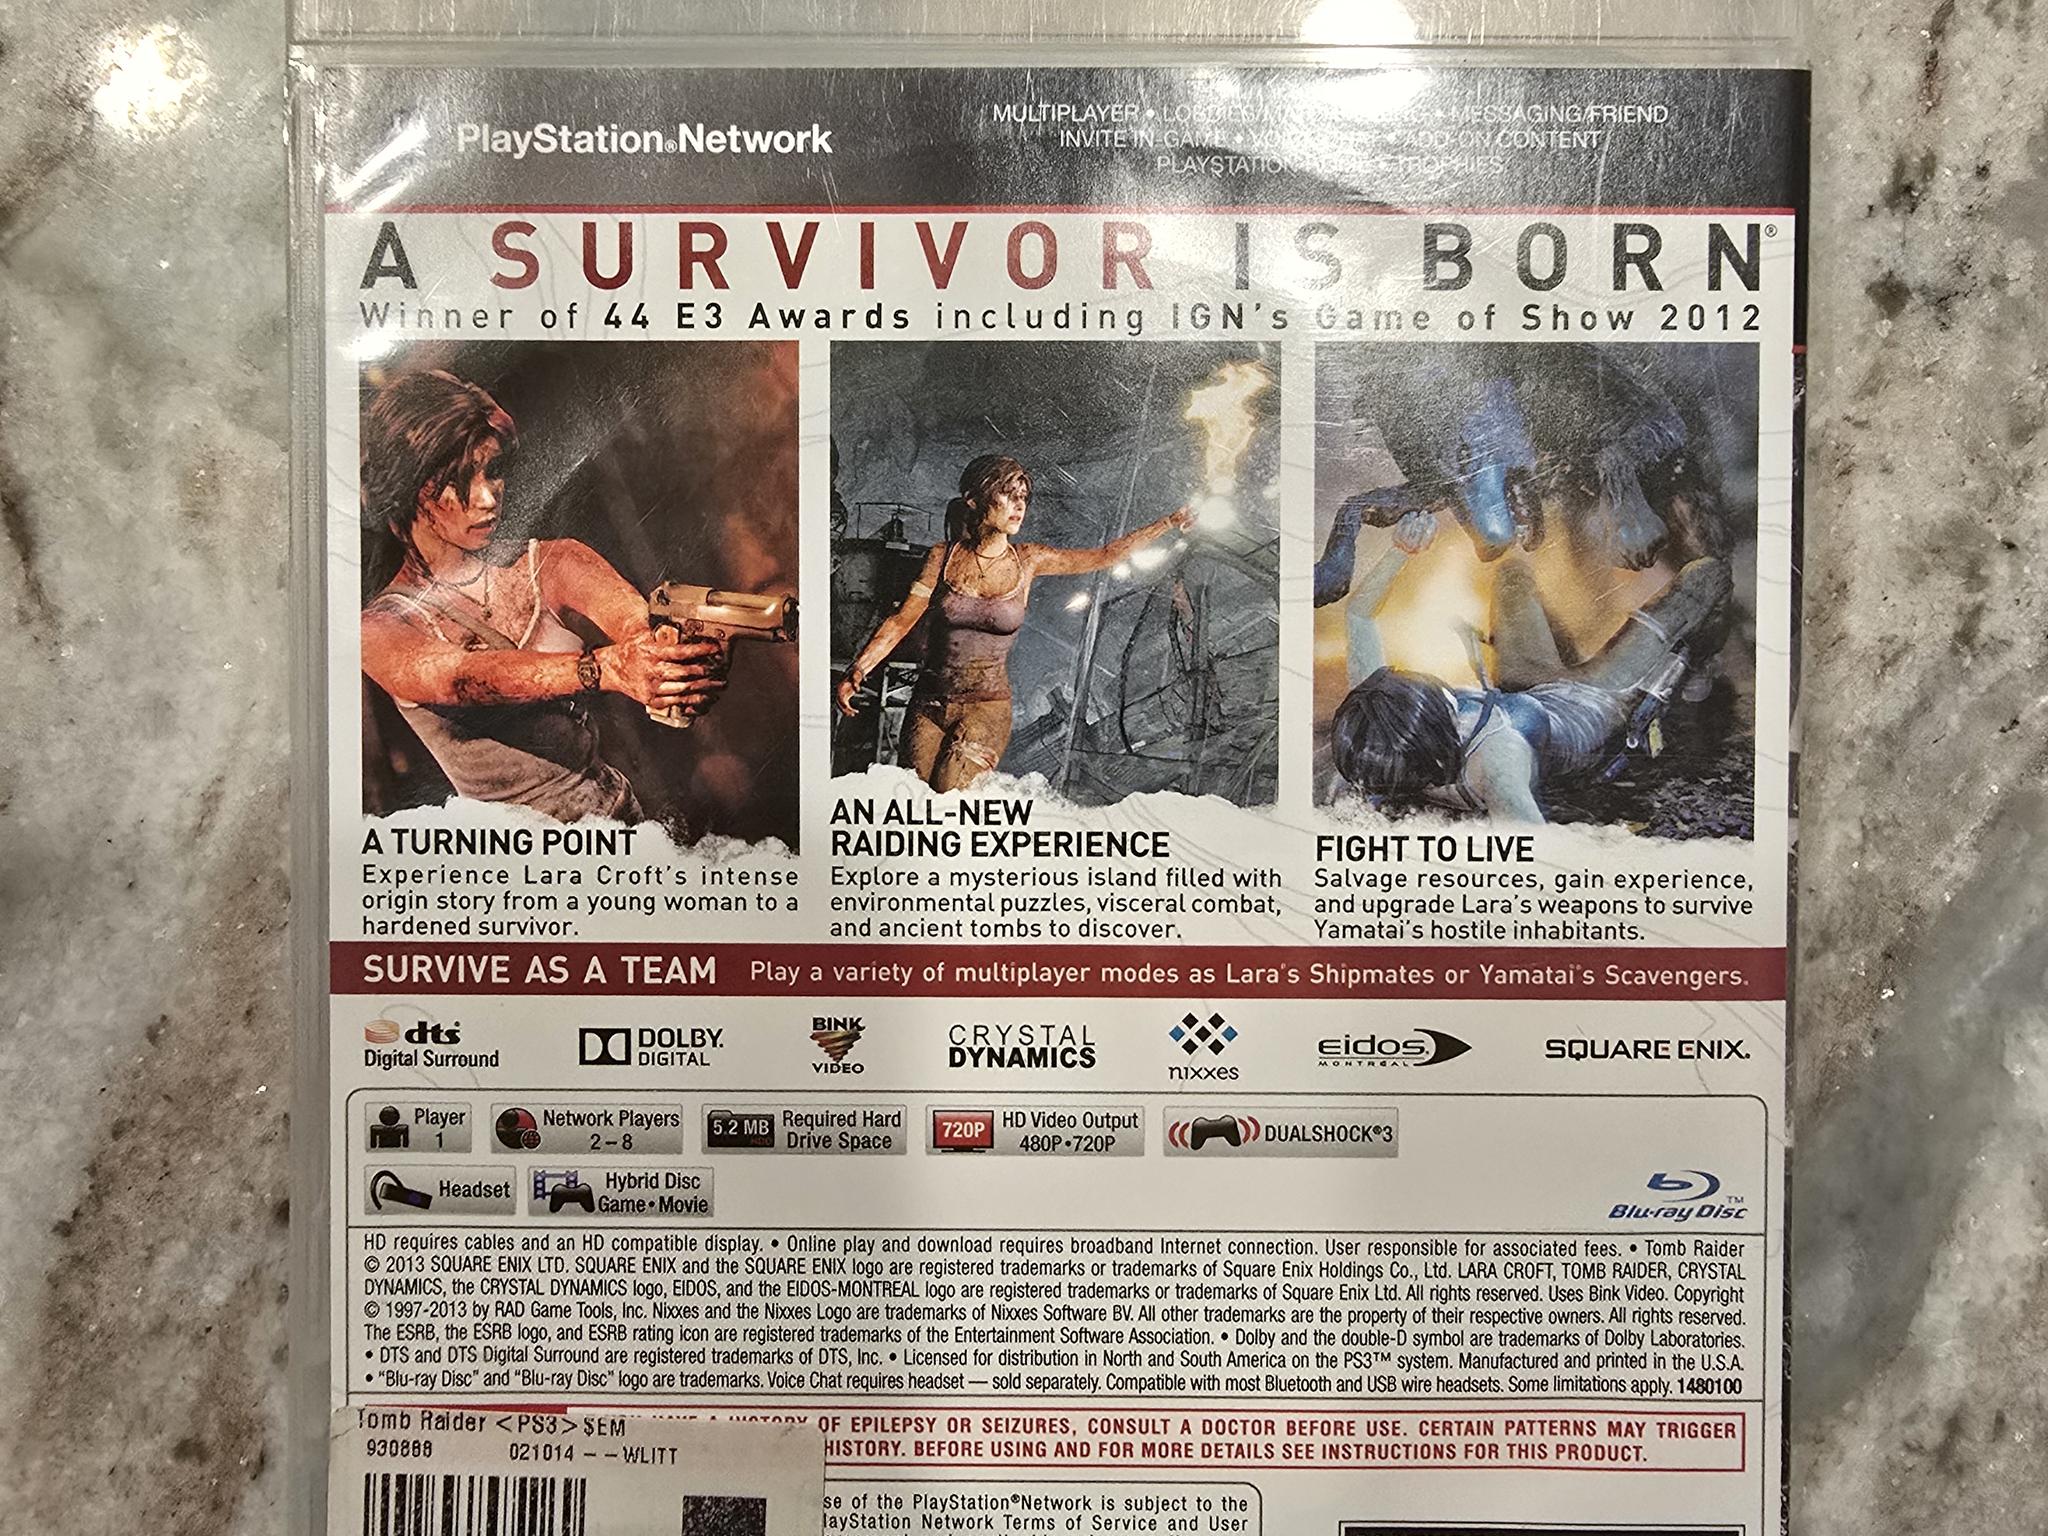 PlayStation®Network
MULTIPLAYER • MESSAGING/FRIEND
INVITE IN-GAME • • ADD-ON CONTENT
PLAYSTATION • TROPHIES
A SURVIVOR IS BORN®
Winner of 44 E3 Awards including IGN's Game of Show 2012
A TURNING POINT
Experience Lara Croft's intense
origin story from a young woman to a
hardened survivor.
AN ALL-NEW
RAIDING EXPERIENCE
Explore a mysterious island filled with
environmental puzzles, visceral combat,
and ancient tombs to discover.
FIGHT TO LIVE
Salvage resources, gain experience,
and upgrade Lara's weapons to survive
Yamatai's hostile inhabitants.
SURVIVE AS A TEAM Play a variety of multiplayer modes as Lara's Shipmates or Yamatai's Scavengers.
dts
Digital Surround
DOLBY.
DIGITAL
BINK
VIDEO
CRYSTAL
DYNAMICS
nixxes
eidos
MONTRÉAL
SQUARE ENIX.
Player
1
Network Players
2–8
5.2 MB
HDD
Required Hard
Drive Space
720P
HD Video Output
480P•720P
DUALSHOCK®3
Headset
Hybrid Disc
Game•Movie
Blu-ray Disc™
HD requires cables and an HD compatible display. • Online play and download requires broadband Internet connection. User responsible for associated fees. • Tomb Raider
© 2013 SQUARE ENIX LTD. SQUARE ENIX and the SQUARE ENIX logo are registered trademarks or trademarks of Square Enix Holdings Co., Ltd. LARA CROFT, TOMB RAIDER, CRYSTAL
DYNAMICS, the CRYSTAL DYNAMICS logo, EIDOS, and the EIDOS-MONTREAL logo are registered trademarks or trademarks of Square Enix Ltd. All rights reserved. Uses Bink Video. Copyright
© 1997-2013 by RAD Game Tools, Inc. Nixxes and the Nixxes Logo are trademarks of Nixxes Software BV. All other trademarks are the property of their respective owners. All rights reserved.
The ESRB, the ESRB logo, and ESRB rating icon are registered trademarks of the Entertainment Software Association. • Dolby and the double-D symbol are trademarks of Dolby Laboratories.
• DTS and DTS Digital Surround are registered trademarks of DTS, Inc. • Licensed for distribution in North and South America on the PS3™ system. Manufactured and printed in the U.S.A.
• "Blu-ray Disc" and "Blu-ray Disc" logo are trademarks. Voice Chat requires headset — sold separately. Compatible with most Bluetooth and USB wire headsets. Some limitations apply. 1480100
A HISTORY OF EPILEPSY OR SEIZURES, CONSULT A DOCTOR BEFORE USE. CERTAIN PATTERNS MAY TRIGGER
HISTORY. BEFORE USING AND FOR MORE DETAILS SEE INSTRUCTIONS FOR THIS PRODUCT.
Tomb Raider <PS3> $EM
930888 021014 – –WLITT
of the PlayStation®Network is subject to the
Network Terms of Service and User